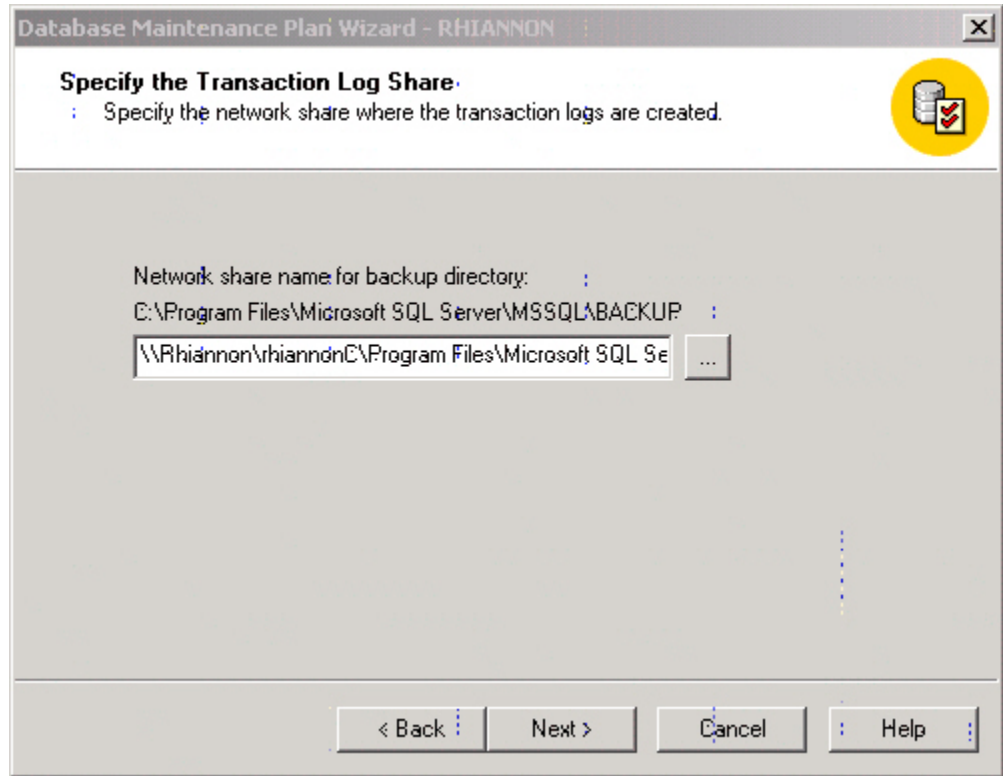 Database Maintenance Plan Wizard - RHIANNON
Specify the Transaction Log Share
Specify the network share where the transaction logs are created.
Network share name for backup directory:
C:\Program Files\Microsoft SQL Server\MSSQL\BACKUP
\\Rhiannon\rhiannonC\Program Files\Microsoft SQL Se
...
< Back
Next >
Cancel
Help